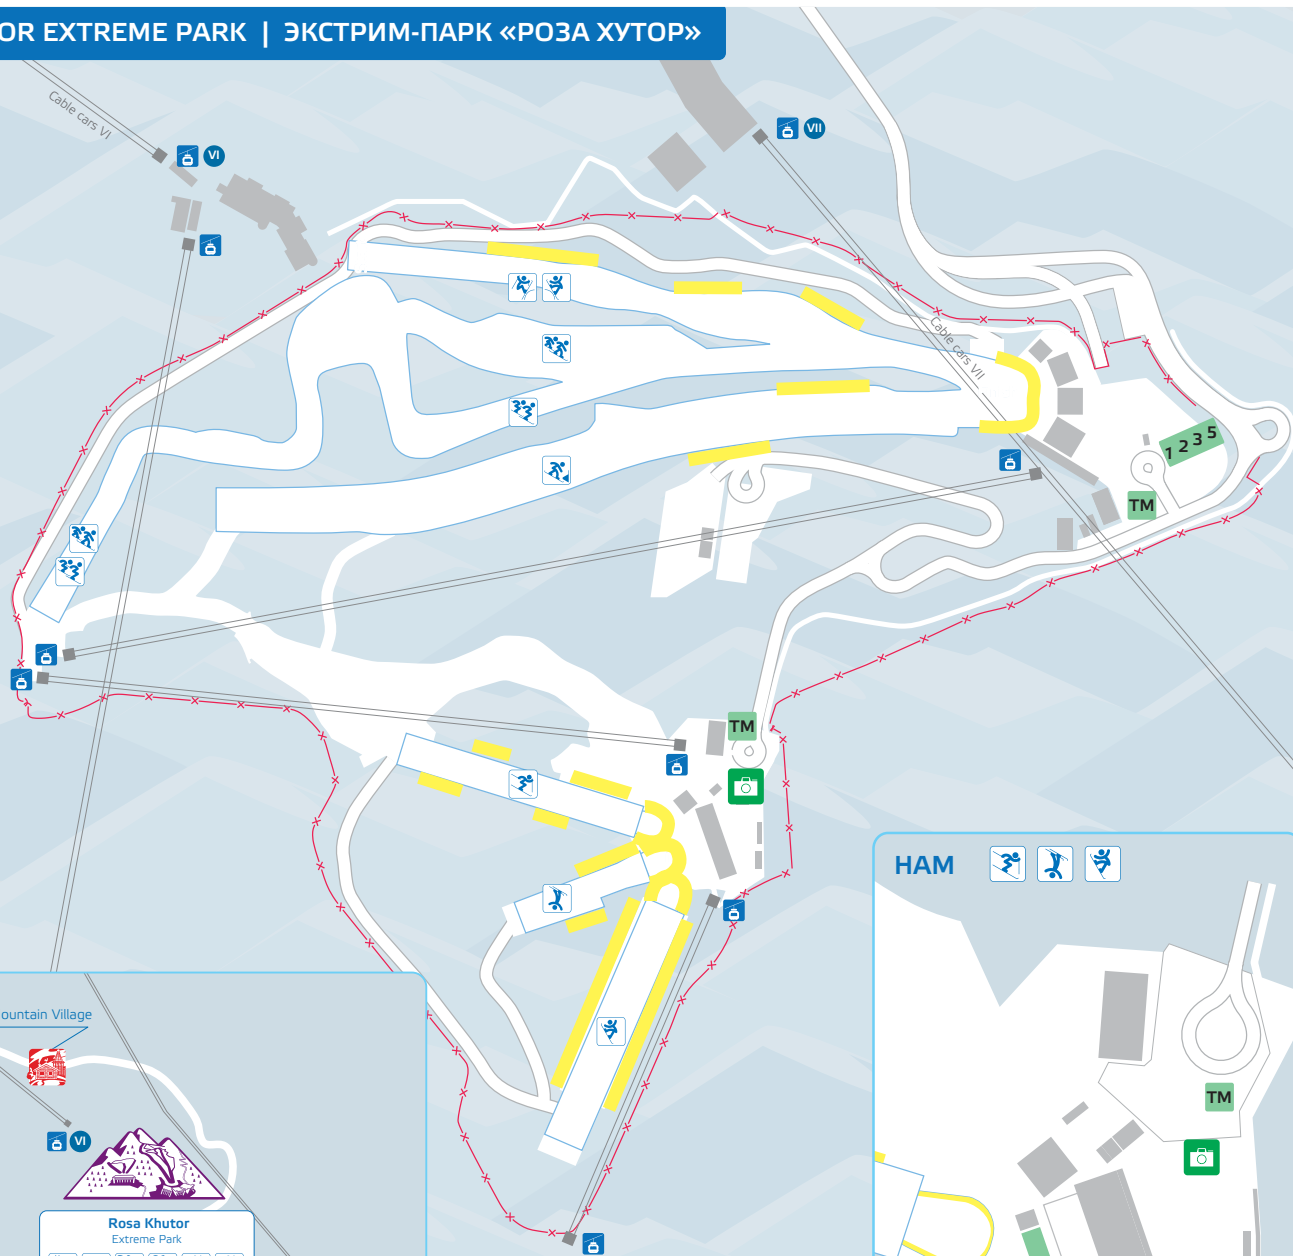 OR EXTREME PARK | ЭКСТРИМ-ПАРК «РОЗА ХУТОР»
Cable cars VI
VI
VII
Cable cars VII
1 2 3 5
TM
TM
HAM
TM
ountain Village
VI
Rosa Khutor
Extreme Park